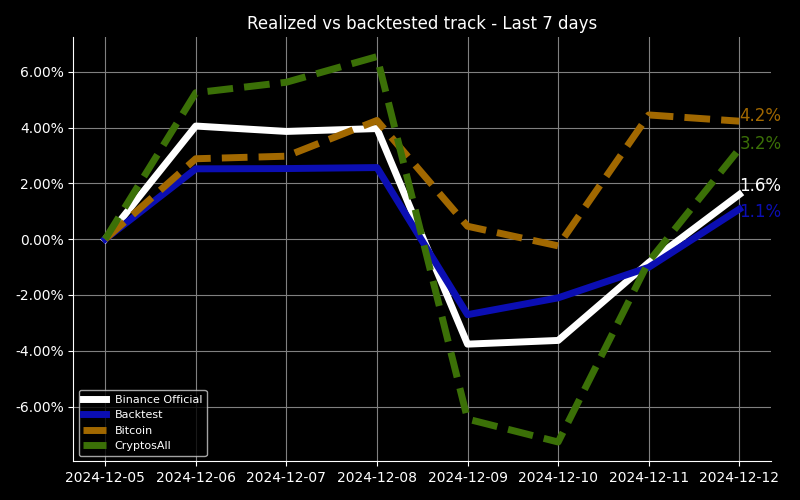 Realized vs backtested track - Last 7 days
6.00%
4.00%
2.00%
0.00%
-2.00%
-4.00%
-6.00%
4.2%
3.2%
1.6%
1.1%
Binance Official
Backtest
Bitcoin
CryptosAll
2024-12-05 2024-12-06 2024-12-07 2024-12-08 2024-12-09 2024-12-10 2024-12-11 2024-12-12